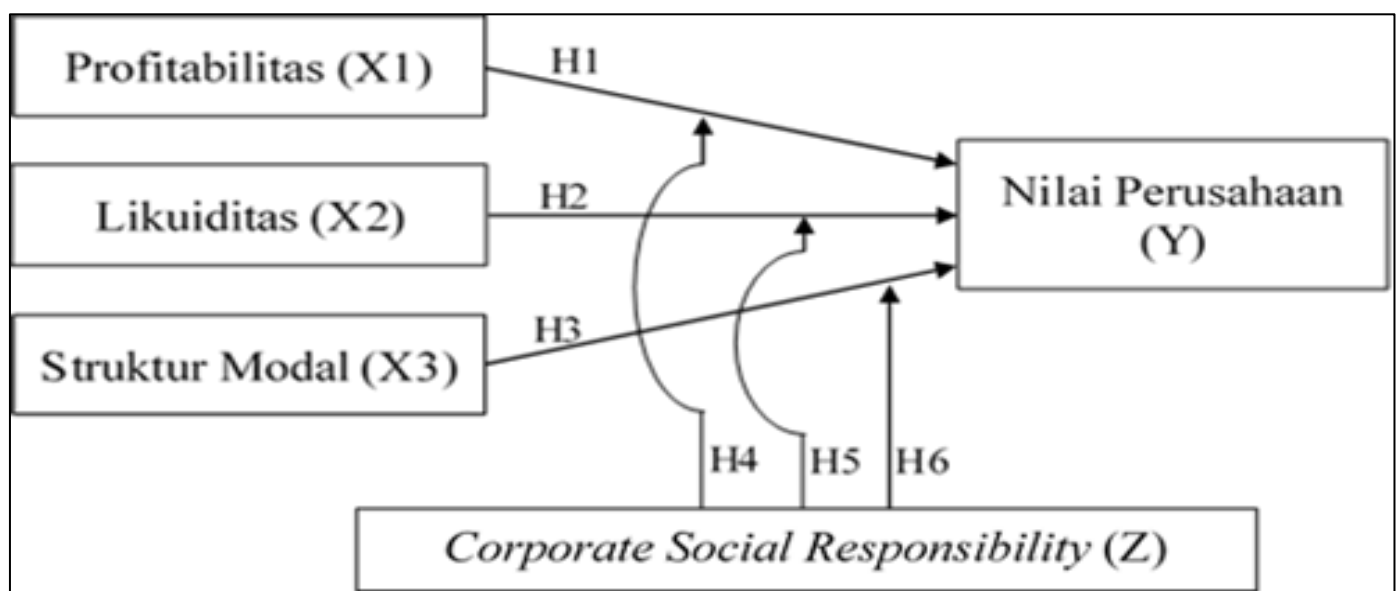 Profitabilitas (X1)
H1
Likuiditas (X2)
H2
Nilai Perusahaan
(Y)
Struktur Modal (X3)
H3
H4
H5
H6
Corporate Social Responsibility (Z)